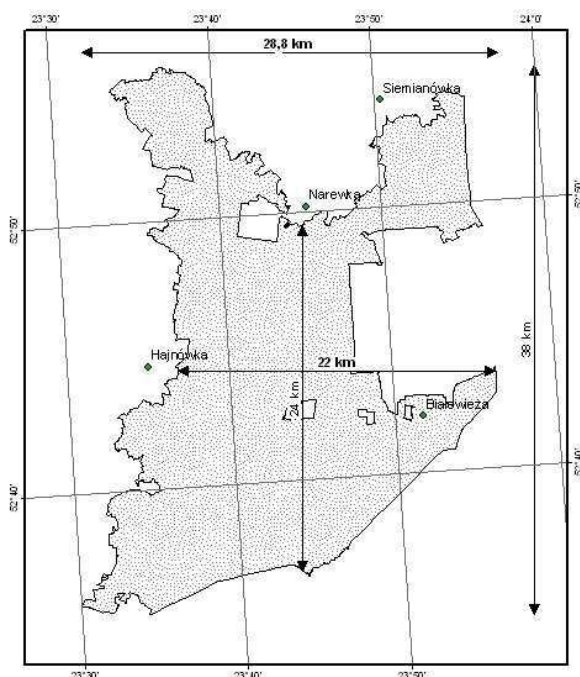 23°30'
23°40'
23°50'
24°0'
28,8 km
Siemianówka
Narewka
52°50'
52°50'
Hajnówka
38 km
22 km
24 km
Białowieża
52°40'
52°40'
23°30'
23°40'
23°50'